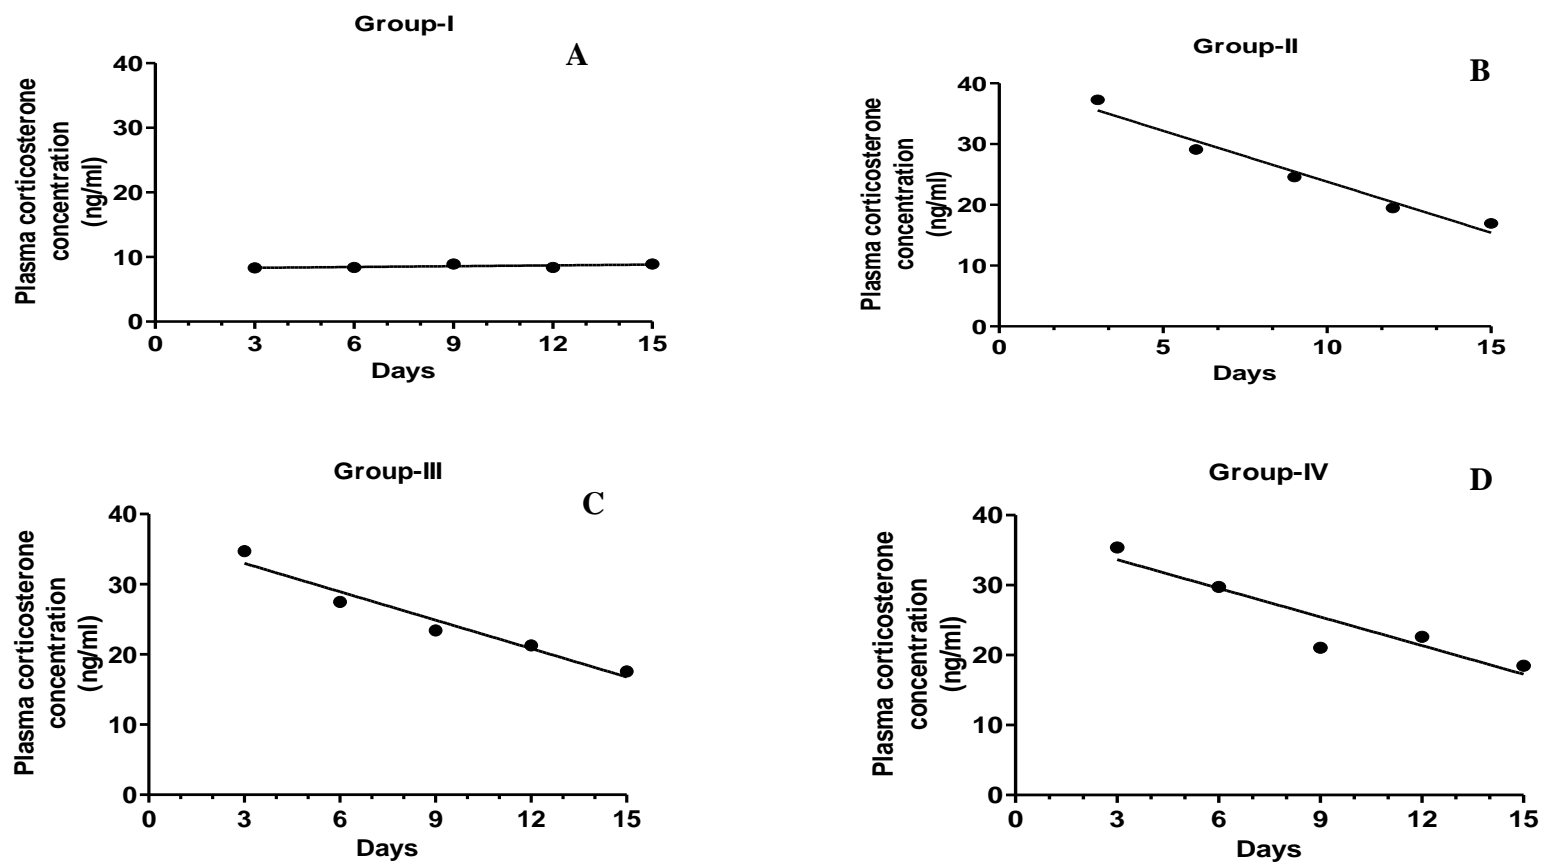 Group-I
A
Plasma corticosterone
concentration
(ng/ml)
40
30
20
10
0
0 3 6 9 12 15
Days
Group-II
B
Plasma corticosterone
concentration
(ng/ml)
40
30
20
10
0
0 5 10 15
Days
Group-III
C
Plasma corticosterone
concentration
(ng/ml)
40
30
20
10
0
0 3 6 9 12 15
Days
Group-IV
D
Plasma corticosterone
concentration
(ng/ml)
40
30
20
10
0
0 3 6 9 12 15
Days